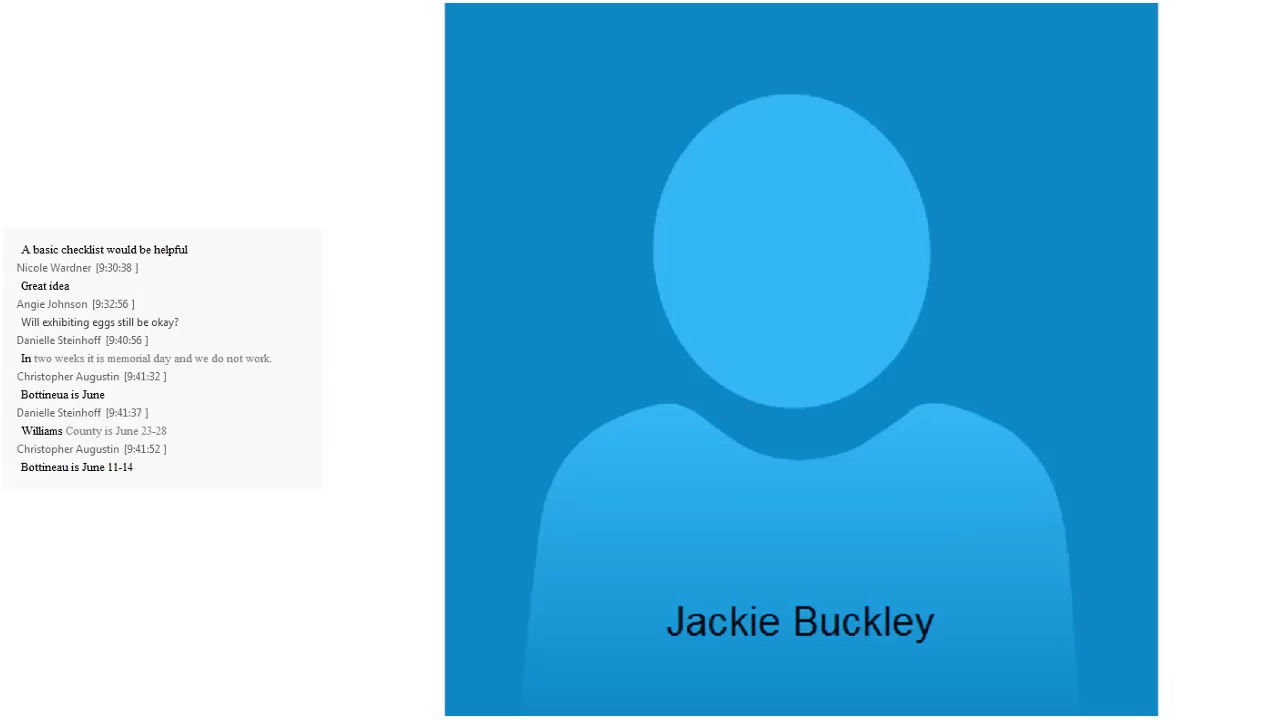 A basic checklist would be helpful
Nicole Wardner [9:30:38 ]
Great idea
Angie Johnson [9:32:56 ]
Will exhibiting eggs still be okay?
Danielle Steinhoff [9:40:56 ]
In two weeks it is memorial day and we do not work.
Christopher Augustin [9:41:32 ]
Bottineua is June
Danielle Steinhoff [9:41:37 ]
Williams County is June 23-28
Christopher Augustin [9:41:52 ]
Bottineau is June 11-14
Jackie Buckley